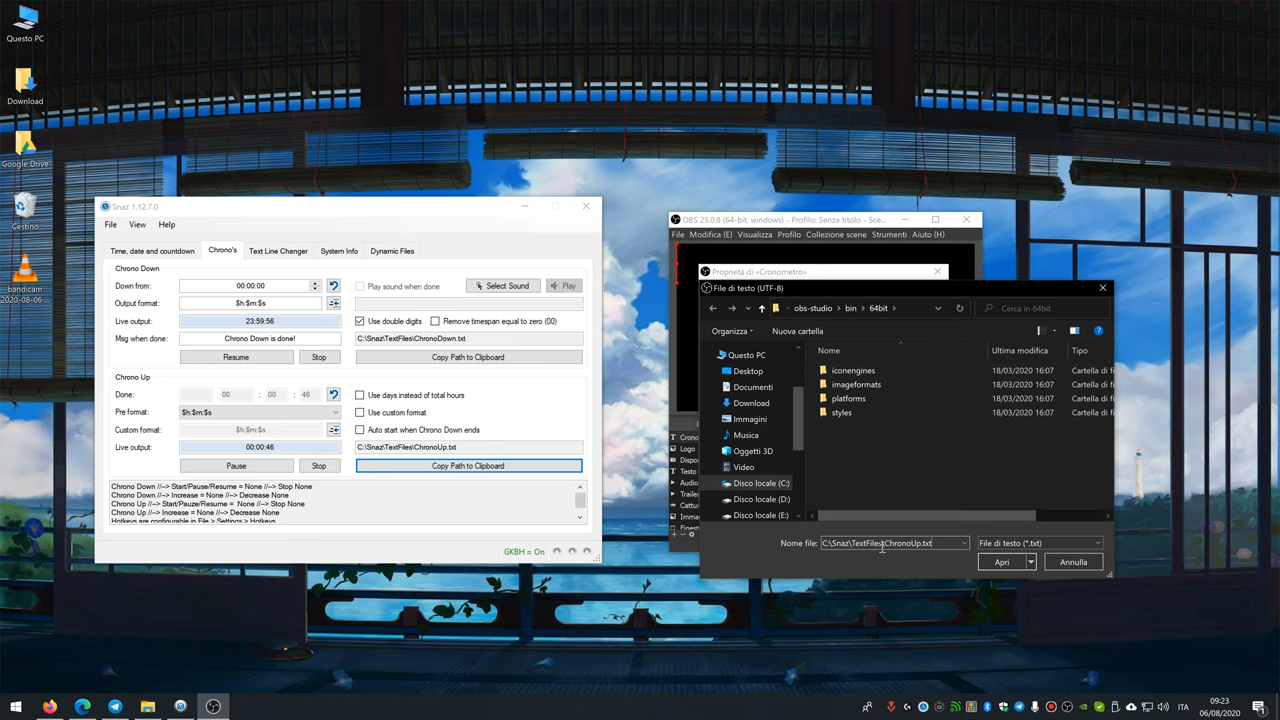 Questo PC
Download
Google Drive
Cestino
bandicam
2020-08-06 ...
Snaz 1.12.7.0
File View Help
Time, date and countdown Chrono's Text Line Changer System Info Dynamic Files
Chrono Down
Down from: 00:00:00 Play sound when done Select Sound Play
Output format: $h:$m:$s
Live output: 23:59:56 Use double digits Remove timespan equal to zero (00)
Msg when done: Chrono Down is done! C:\Snaz\TextFiles\ChronoDown.txt
Resume Stop Copy Path to Clipboard
Chrono Up
Done: 00 : 00 : 46 Use days instead of total hours
Pre format: $h:$m:$s Use custom format
Custom format: $h:$m:$s Auto start when Chrono Down ends
Live output: 00:00:46 C:\Snaz\TextFiles\ChronoUp.txt
Pause Stop Copy Path to Clipboard
Chrono Down //--> Start/Pause/Resume = None //--> Stop None
Chrono Down //--> Increase = None //--> Decrease None
Chrono Up //--> Start/Pauze/Resume = None //--> Stop None
Chrono Up //--> Increase = None //--> Decrease None
Hotkeys are configurable in File > Settings > Hotkeys
GKBH = On
OBS 25.0.8 (64-bit, windows) - Profilo: Senza titolo - Sce...
File Modifica (E) Visualizza Profilo Collezione scene Strumenti Aiuto (H)
Proprietà di «Cronometro»
File di testo (UTF-8)
obs-studio > bin > 64bit > Cerca in 64bit
Organizza Nuova cartella
Nome Ultima modifica Tipo
Questo PC
Desktop
Documenti
Download
Immagini
Musica
Oggetti 3D
Video
Disco locale (C:)
Disco locale (D:)
Disco locale (E:)
iconengines 18/03/2020 16:07 Cartella di fi
imageformats 18/03/2020 16:07 Cartella di fi
platforms 18/03/2020 16:07 Cartella di fi
styles 18/03/2020 16:07 Cartella di fi
Crono
Logo
Dispo
Testo
Audio
Trailer
Cattur
Imma
Finest
Nome file: C:\Snaz\TextFiles\ChronoUp.txt File di testo (*.txt)
Apri Annulla
ITA
09:23
06/08/2020